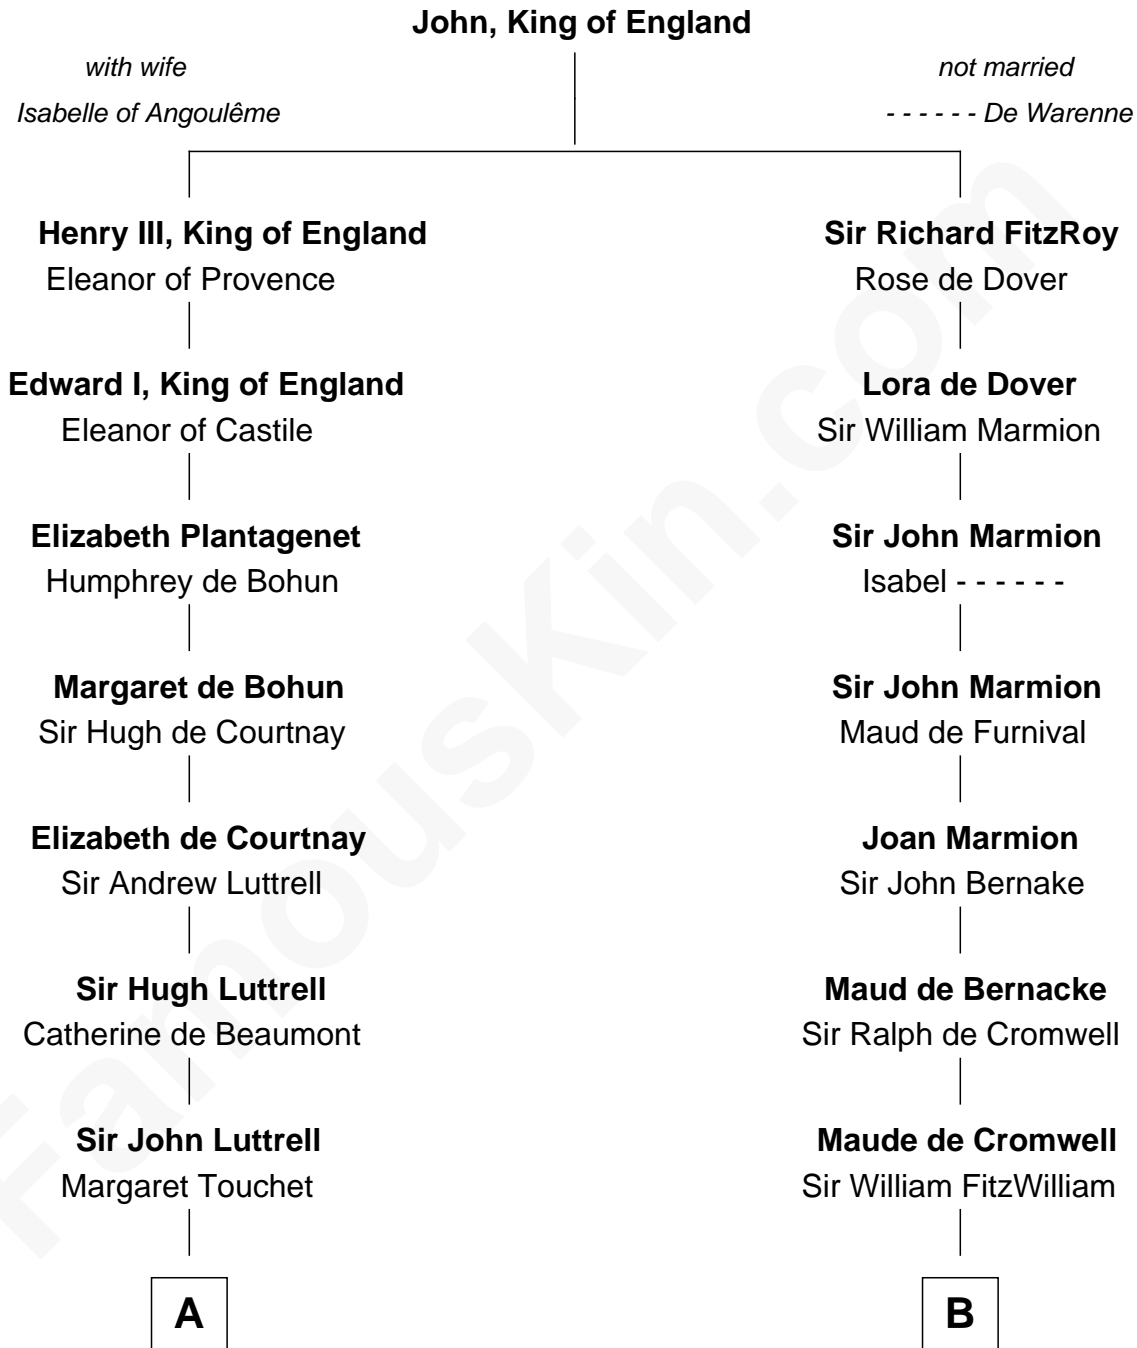 John, King of England
with wife
not married
Isabelle of Angoulême
- - - - - - De Warenne
Henry III, King of England
Eleanor of Provence
Sir Richard FitzRoy
Rose de Dover
Edward I, King of England
Eleanor of Castile
Lora de Dover
Sir William Marmion
Elizabeth Plantagenet
Humphrey de Bohun
Sir John Marmion
Isabel - - - - - -
Margaret de Bohun
Sir Hugh de Courtnay
Sir John Marmion
Maud de Furnival
Elizabeth de Courtnay
Sir Andrew Luttrell
Joan Marmion
Sir John Bernake
Sir Hugh Luttrell
Catherine de Beaumont
Maud de Bernacke
Sir Ralph de Cromwell
Sir John Luttrell
Margaret Touchet
Maude de Cromwell
Sir William FitzWilliam
A
B
FamousKin.com